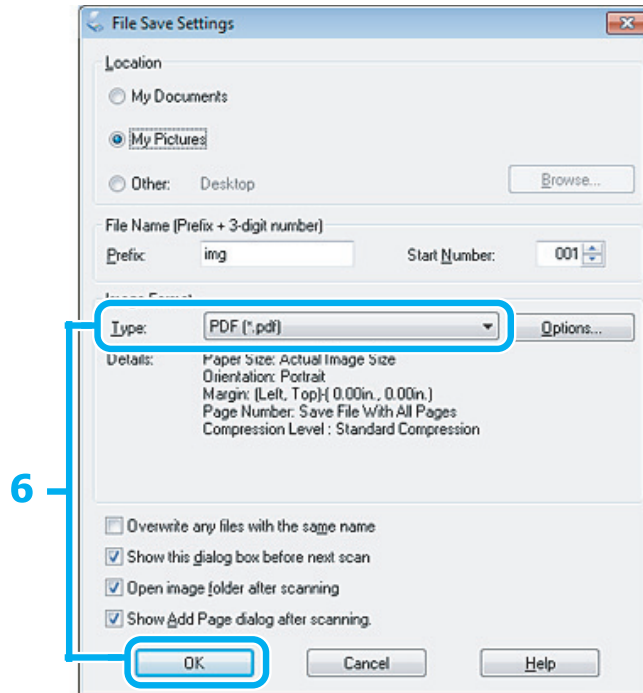 File Save Settings
Location
My Documents
My Pictures
Other: Desktop Browse...
File Name (Prefix + 3-digit number)
Prefix: img Start Number: 001
Image Format
Type: PDF (*.pdf) Options...
Details: Paper Size: Actual Image Size
Orientation: Portrait
Margin: (Left, Top)-( 0.00in., 0.00in.)
Page Number: Save File With All Pages
Compression Level : Standard Compression
6
Overwrite any files with the same name
Show this dialog box before next scan
Open image folder after scanning
Show Add Page dialog after scanning.
OK Cancel Help